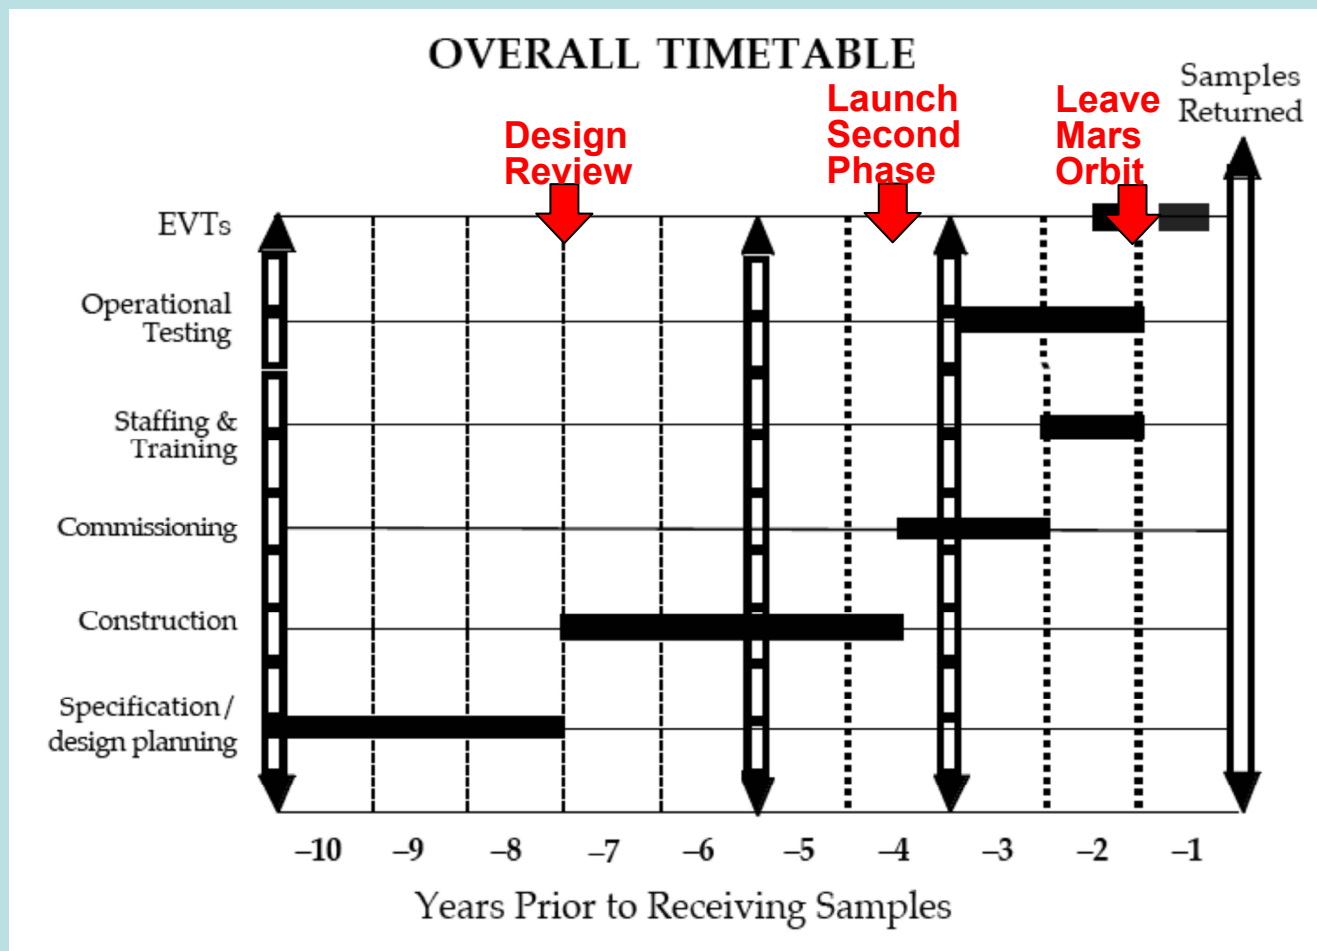 OVERALL TIMETABLE
Samples
Returned
Launch
Second
Phase
Leave
Mars
Orbit
Design
Review
EVTs
Operational
Testing
Staffing &
Training
Commissioning
Construction
Specification/
design planning
–10 –9 –8 –7 –6 –5 –4 –3 –2 –1
Years Prior to Receiving Samples